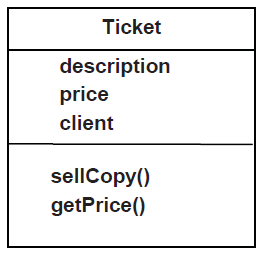 Ticket
description
price
client
sellCopy()
getPrice()